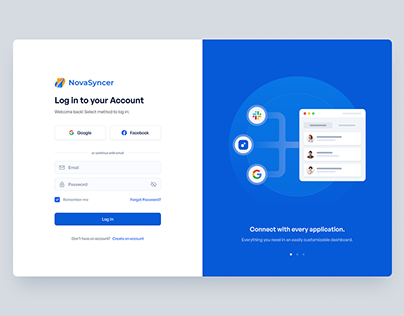 NovaSyncer
Log in to your Account
Welcome back! Select method to log in:
Google
Facebook
or continue with email
Email
Password
Remember me
Forgot Password?
Log in
Don't have an account? Create an account
Connect with every application.
Everything you need in an easily customizable dashboard.